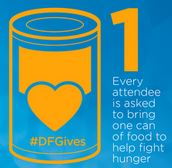 #DFGives
1
Every
attendee
is asked
to bring
one can
of food to
help fight
hunger